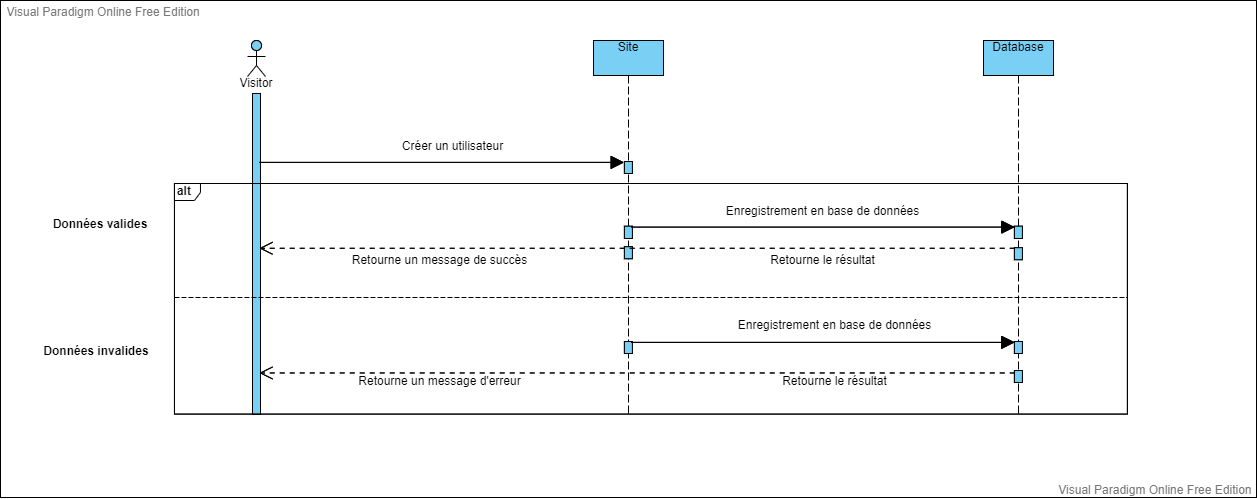 Visual Paradigm Online Free Edition
Site
Database
Visitor
Créer un utilisateur
alt
Données valides
Enregistrement en base de données
Retourne un message de succès
Retourne le résultat
Données invalides
Enregistrement en base de données
Retourne un message d'erreur
Retourne le résultat
Visual Paradigm Online Free Edition